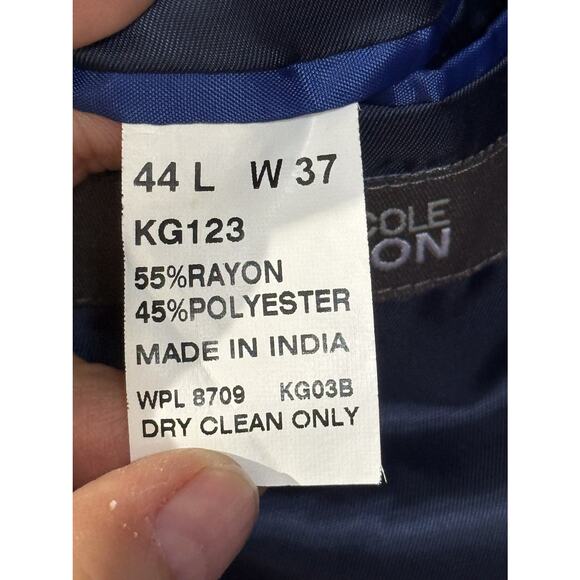 44 L W 37
KG123
55%RAYON
45%POLYESTER
MADE IN INDIA
WPL 8709 KG03B
DRY CLEAN ONLY
COLE
ON